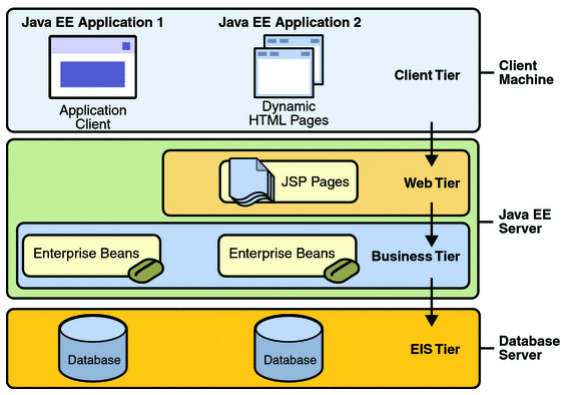 Java EE Application 1
Java EE Application 2
Application
Client
Dynamic
HTML Pages
Client Tier
Client
Machine
JSP Pages
Web Tier
Java EE
Server
Enterprise Beans
Enterprise Beans
Business Tier
Database
Database
EIS Tier
Database
Server